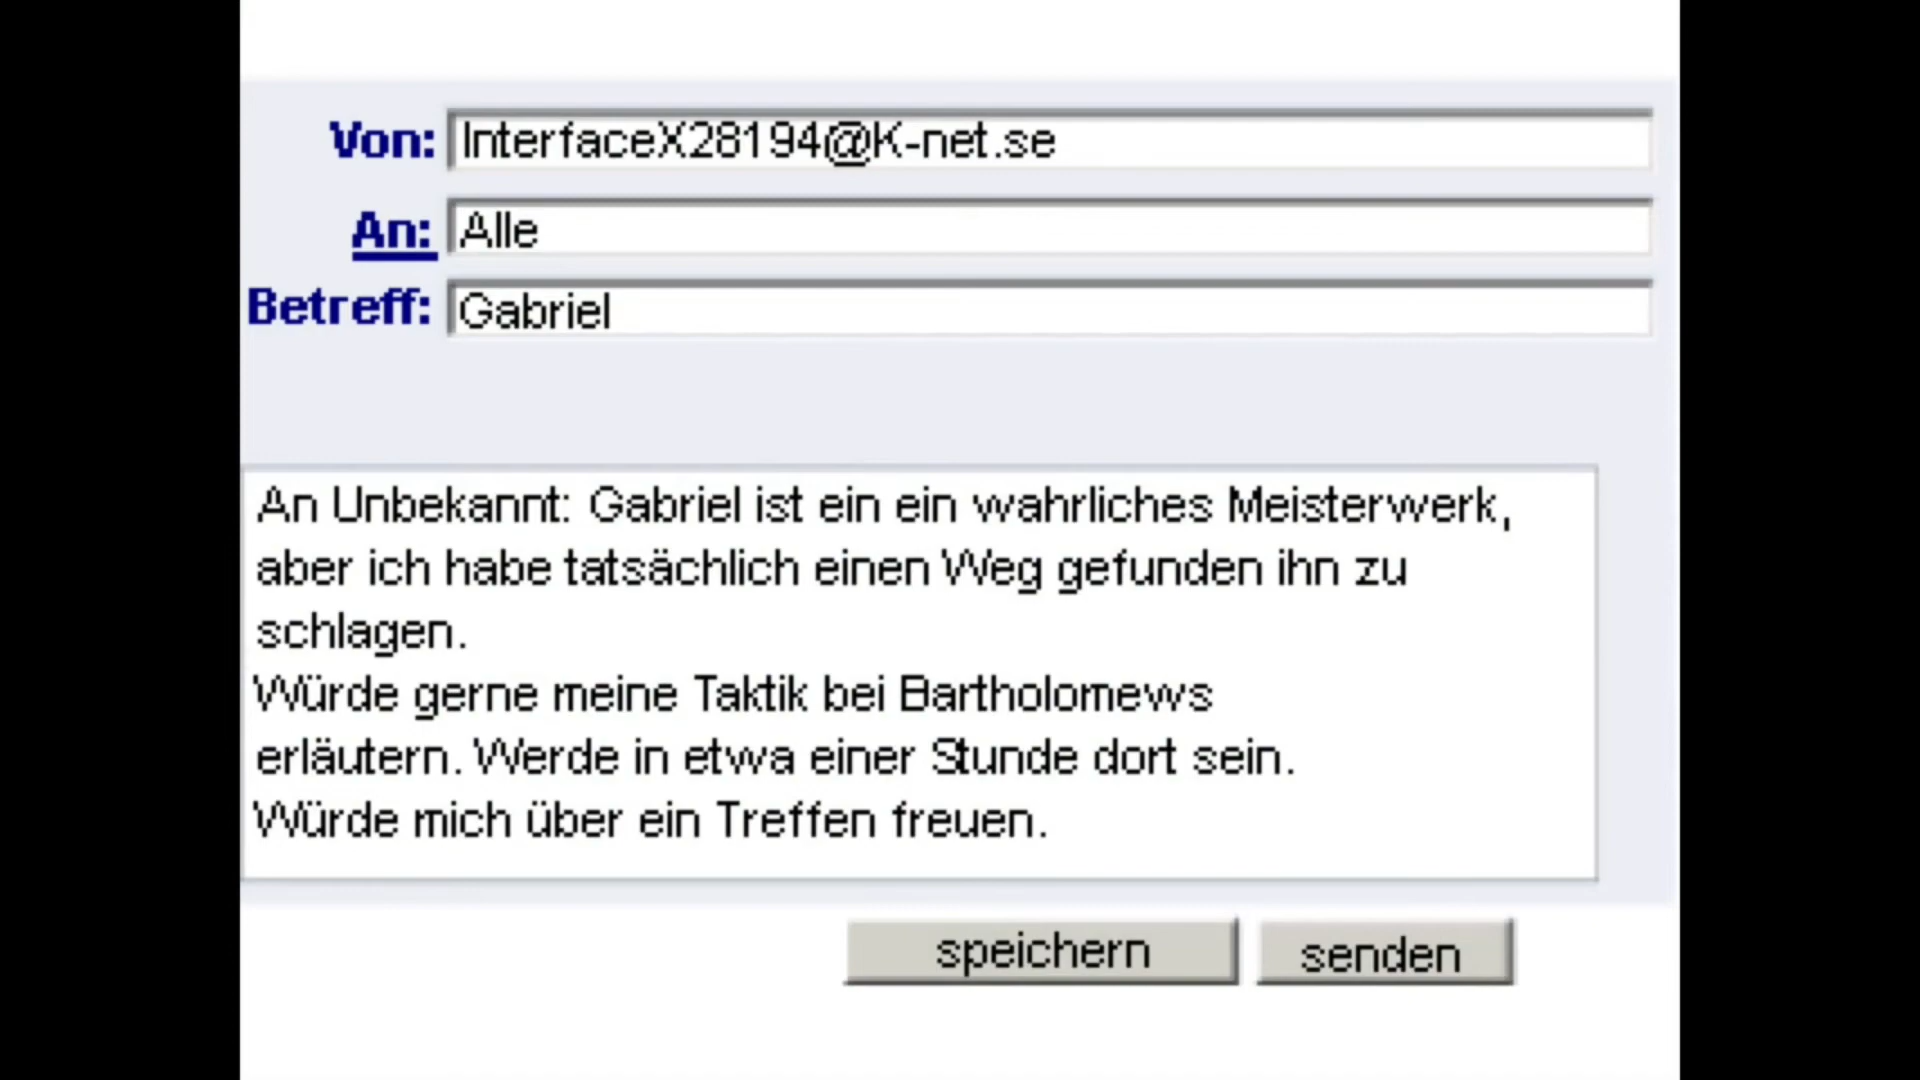 Von: InterfaceX28194@K-net.se
An: Alle
Betreff: Gabriel
An Unbekannt: Gabriel ist ein ein wahrliches Meisterwerk,
aber ich habe tatsächlich einen Weg gefunden ihn zu
schlagen.
Würde gerne meine Taktik bei Bartholomews
erläutern. Werde in etwa einer Stunde dort sein.
Würde mich über ein Treffen freuen.
speichern senden